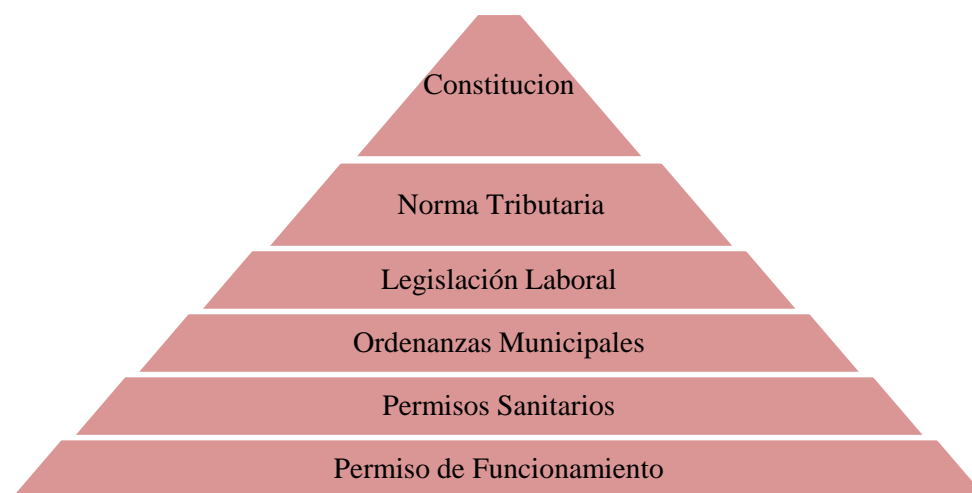 Constitucion
Norma Tributaria
Legislación Laboral
Ordenanzas Municipales
Permisos Sanitarios
Permiso de Funcionamiento